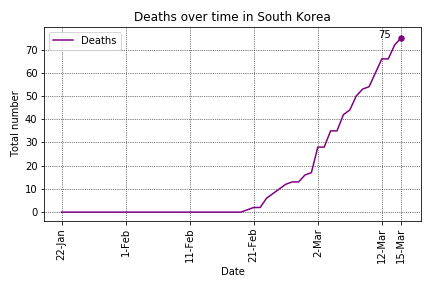 Deaths over time in South Korea
Deaths
75
Total number
70
60
50
40
30
20
10
0
22-Jan
1-Feb
11-Feb
21-Feb
2-Mar
12-Mar
15-Mar
Date